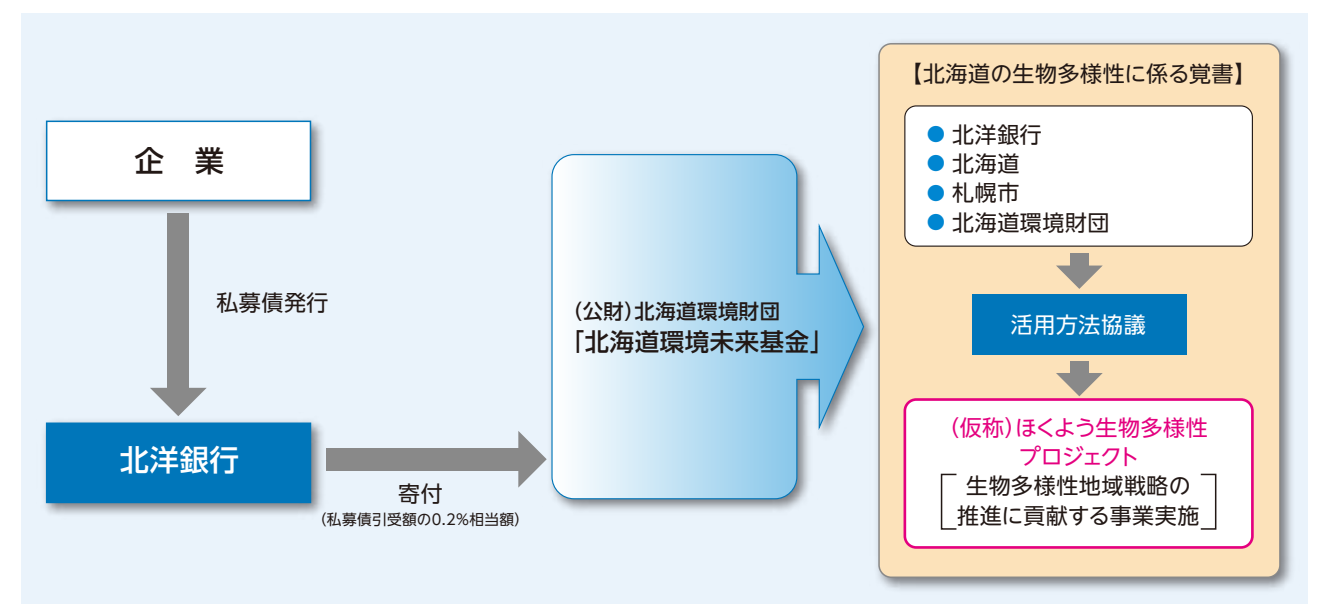 企 業
私募債発行
北洋銀行
寄付
(私募債引受額の0.2%相当額)
(公財)北海道環境財団
「北海道環境未来基金」
【北海道の生物多様性に係る覚書】
● 北洋銀行
● 北海道
● 札幌市
● 北海道環境財団
活用方法協議
(仮称)ほくよう生物多様性
プロジェクト
生物多様性地域戦略の
推進に貢献する事業実施